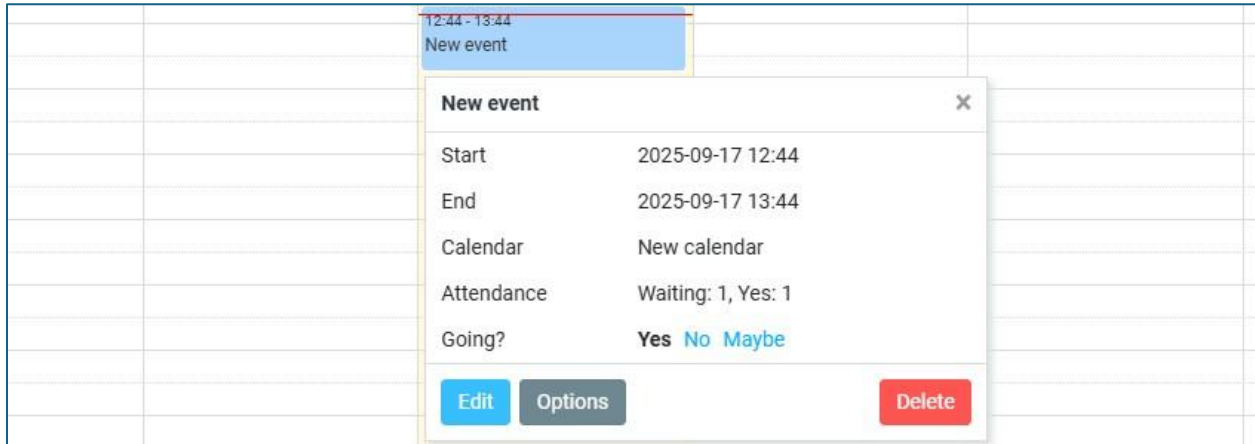 12:44 - 13:44
New event
New event ×
Start 2025-09-17 12:44
End 2025-09-17 13:44
Calendar New calendar
Attendance Waiting: 1, Yes: 1
Going? Yes No Maybe
Edit Options Delete